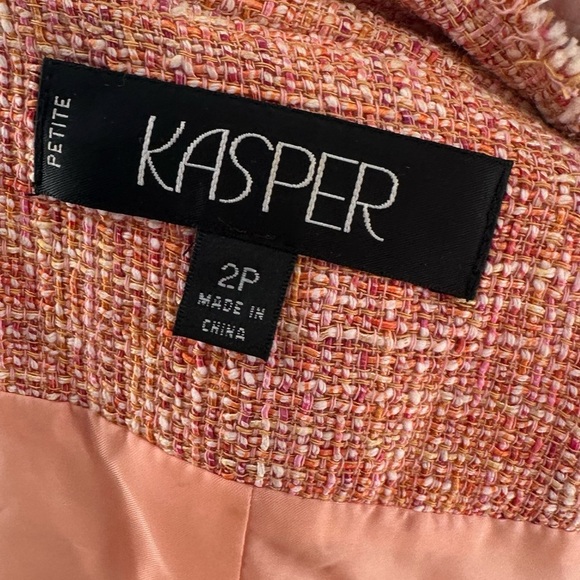 PETITE
KASPER
2P
MADE IN
CHINA